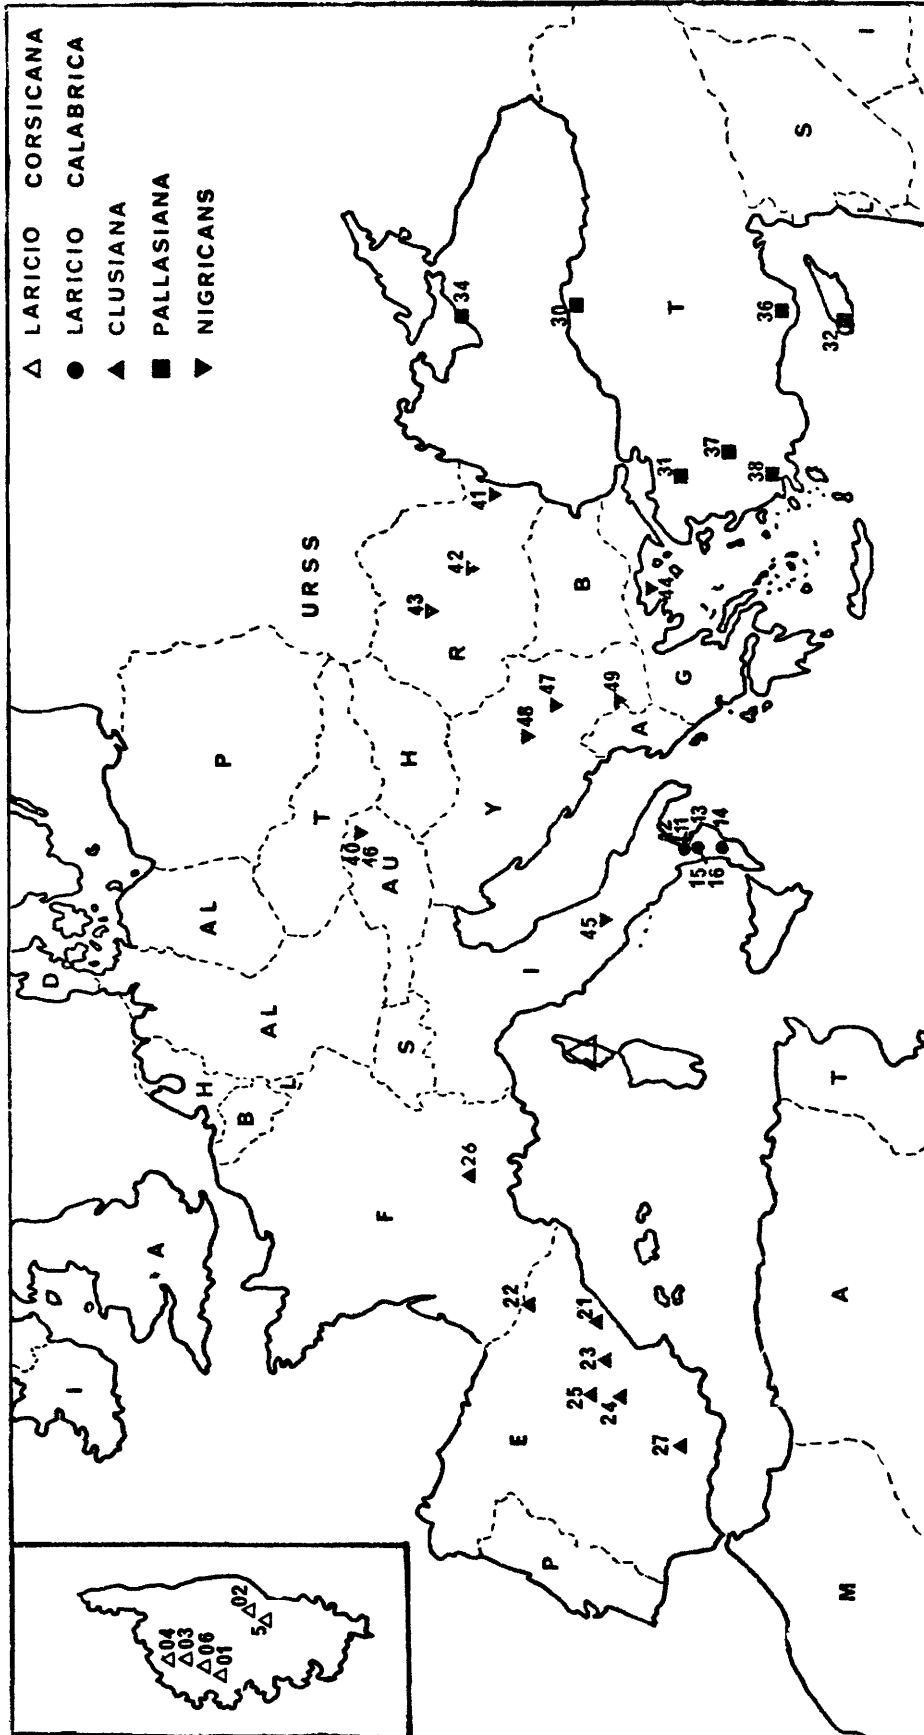 △ LARICIO CORSICANA
● LARICIO CALABRICA
▲ CLUSIANA
■ PALLASIANA
▼ NIGRICANS
04
03
06
01
02
5
URSS
I
A
D
H
B
L
AL
AL
P
T
F
S
AU
H
R
Y
I
B
A
G
T
S
L
I
E
P
M
A
T
40
46
43
42
41
34
30
31
37
38
36
32
44
48
47
49
45
12
11
13
14
15
16
26
22
21
23
25
24
27